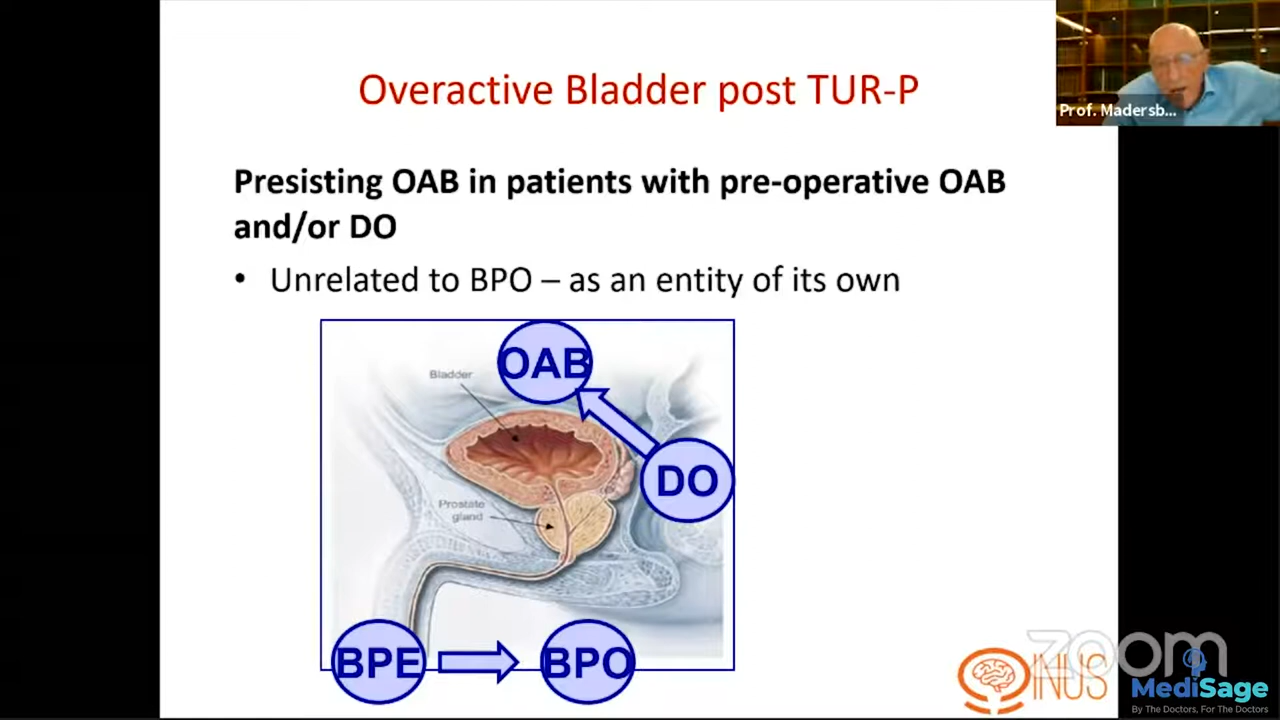 Overactive Bladder post TUR-P
Prof. Madersb...
Presisting OAB in patients with pre-operative OAB
and/or DO
• Unrelated to BPO – as an entity of its own
OAB
Bladder
DO
Prostate
gland
BPE
BPO
zoom
INUS
MediSage
By The Doctors, For The Doctors